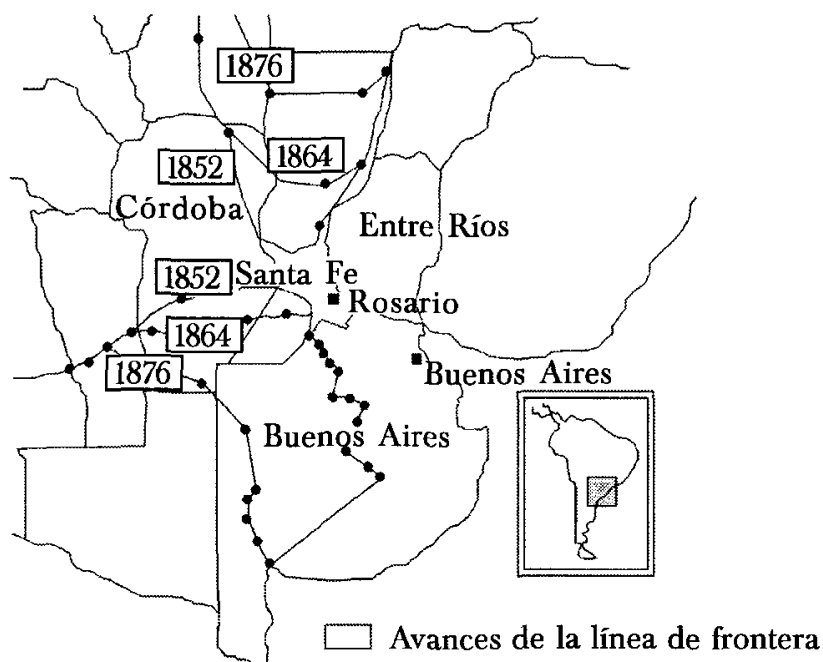 1876
1864
1852
Córdoba
Entre Ríos
1852
Santa Fe
Rosario
1864
1876
Buenos Aires
Buenos Aires
Avances de la línea de frontera